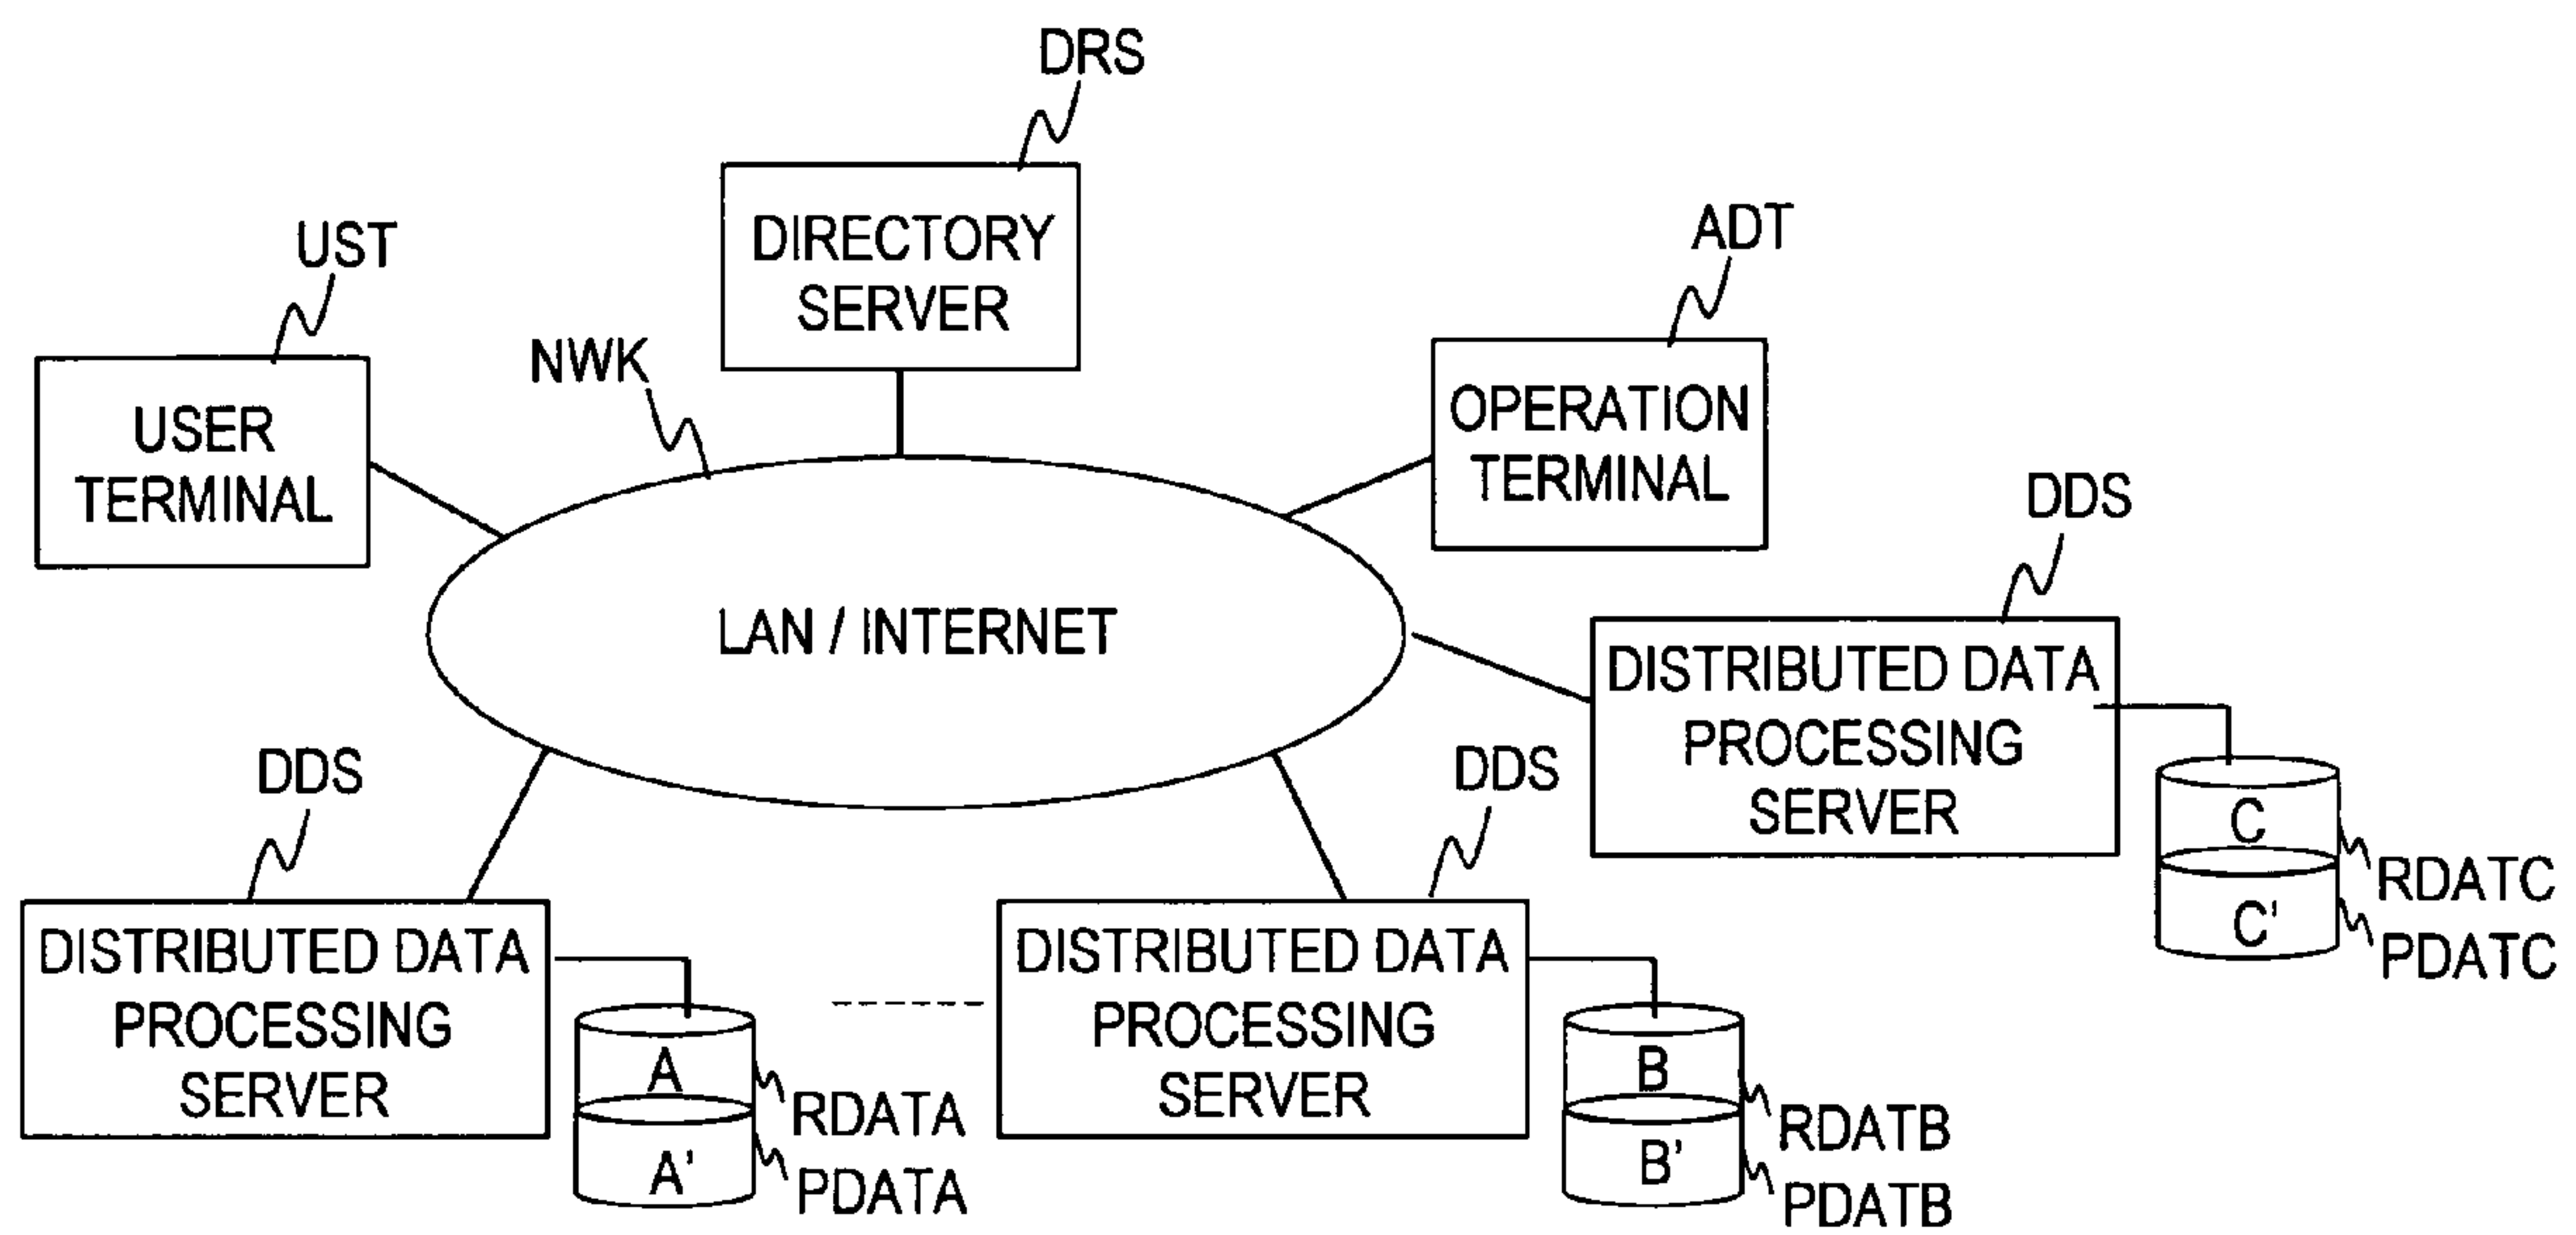 DRS
DIRECTORY
SERVER
UST
USER
TERMINAL
NWK
ADT
OPERATION
TERMINAL
LAN / INTERNET
DDS
DISTRIBUTED DATA
PROCESSING
SERVER
C
C'
RDATC
PDATC
DDS
DISTRIBUTED DATA
PROCESSING
SERVER
A
A'
RDATA
PDATA
DDS
DISTRIBUTED DATA
PROCESSING
SERVER
B
B'
RDATB
PDATB